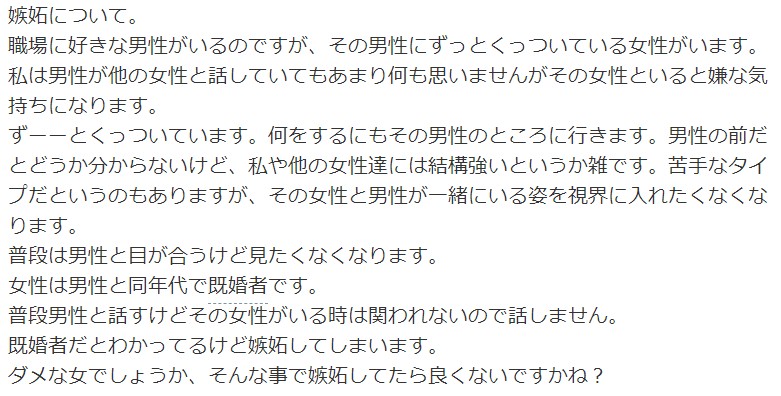 嫉妬について。
職場に好きな男性がいるのですが、その男性にずっとくっついている女性がいます。
私は男性が他の女性と話していてもあまり何も思いませんがその女性といると嫌な気
持ちになります。
ずーーとくっついています。何をするにもその男性のところに行きます。男性の前だ
とどうか分からないけど、私や他の女性達には結構強いというか雑です。苦手なタイ
プだというのもありますが、その女性と男性が一緒にいる姿を視界に入れたくなくな
ります。
普段は男性と目が合うけど見たくなくなります。
女性は男性と同年代で既婚者です。
普段男性と話すけどその女性がいる時は関われないので話しません。
既婚者だとわかってるけど嫉妬してしまいます。
ダメな女でしょうか、そんな事で嫉妬してたら良くないですかね？